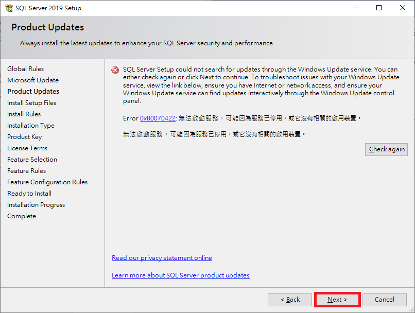 SQL Server 2019 Setup
Product Updates
Always install the latest updates to enhance your SQL Server security and performance.
Global Rules
Microsoft Update
Product Updates
Install Setup Files
Install Rules
Installation Type
Product Key
License Terms
Feature Selection
Feature Rules
Feature Configuration Rules
Ready to Install
Installation Progress
Complete
SQL Server Setup could not search for updates through the Windows Update service. You can
either check again or click Next to continue. To troubleshoot issues with your Windows Update
service, view the link below, ensure you have Internet or network access, and ensure your
Windows Update service can find updates interactively through the Windows Update control
panel.
Error 0x80070422: 無法啟動服務，可能因為服務已停用，或它沒有相關的啟用裝置。
無法啟動服務，可能因為服務已停用，或它沒有相關的啟用裝置。
Check again
Read our privacy statement online
Learn more about SQL Server product updates
< Back
Next >
Cancel